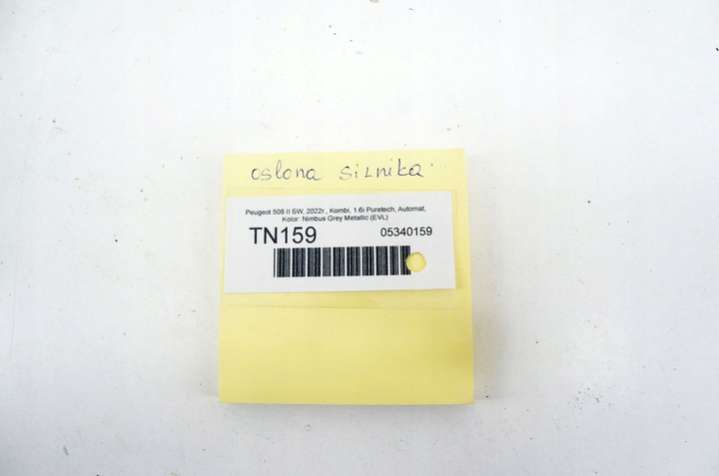 oslona silnika
Peugeot 508 II SW, 2022r., Kombi, 1.6i Puretech, Automat,
Kolor: Nimbus Grey Metallic (EVL)
TN159 05340159